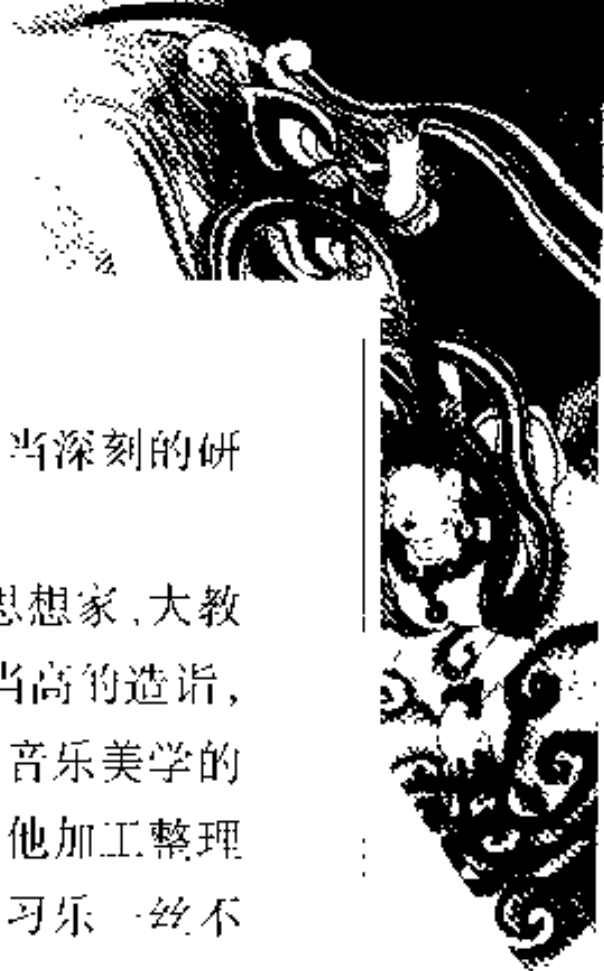 当深刻的研
思想家,大教
当高的造诣,
音乐美学的
他加工整理
习乐一丝不